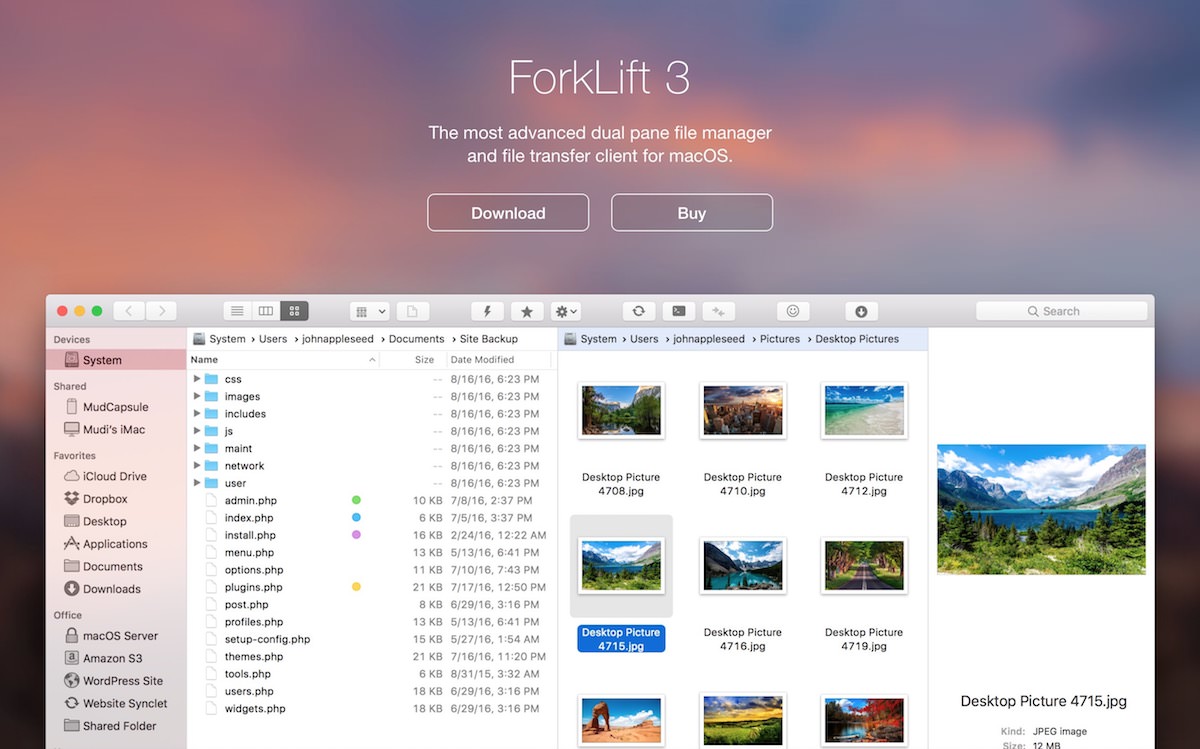 ForkLift 3
The most advanced dual pane file manager
and file transfer client for macOS.
Download
Buy
Search
Devices
System
Shared
MudCapsule
Mudi's iMac
Favorites
iCloud Drive
Dropbox
Desktop
Applications
Documents
Downloads
Office
macOS Server
Amazon S3
WordPress Site
Website Synclet
Shared Folder
System › Users › johnappleseed › Documents › Site Backup
Name Size Date Modified
css -- 8/16/16, 6:23 PM
images -- 8/16/16, 6:23 PM
includes -- 8/16/16, 6:23 PM
js -- 8/16/16, 6:23 PM
maint -- 8/16/16, 6:23 PM
network -- 8/16/16, 6:23 PM
user -- 8/16/16, 6:23 PM
admin.php 10 KB 7/8/16, 2:37 PM
index.php 6 KB 7/5/16, 3:37 PM
install.php 16 KB 2/24/16, 12:22 AM
menu.php 13 KB 5/13/16, 6:41 PM
options.php 11 KB 7/10/16, 7:43 PM
plugins.php 21 KB 7/17/16, 12:50 PM
post.php 8 KB 6/29/16, 3:16 PM
profiles.php 13 KB 5/13/16, 6:41 PM
setup-config.php 15 KB 5/27/16, 1:54 AM
themes.php 21 KB 7/16/16, 11:20 PM
tools.php 6 KB 8/31/15, 3:32 AM
users.php 18 KB 6/29/16, 3:16 PM
widgets.php 18 KB 6/29/16, 3:16 PM
System › Users › johnappleseed › Pictures › Desktop Pictures
Desktop Picture
4708.jpg
Desktop Picture
4710.jpg
Desktop Picture
4712.jpg
Desktop Picture
4715.jpg
Desktop Picture
4716.jpg
Desktop Picture
4719.jpg
Desktop Picture 4715.jpg
Kind: JPEG image
Size: 12 MB